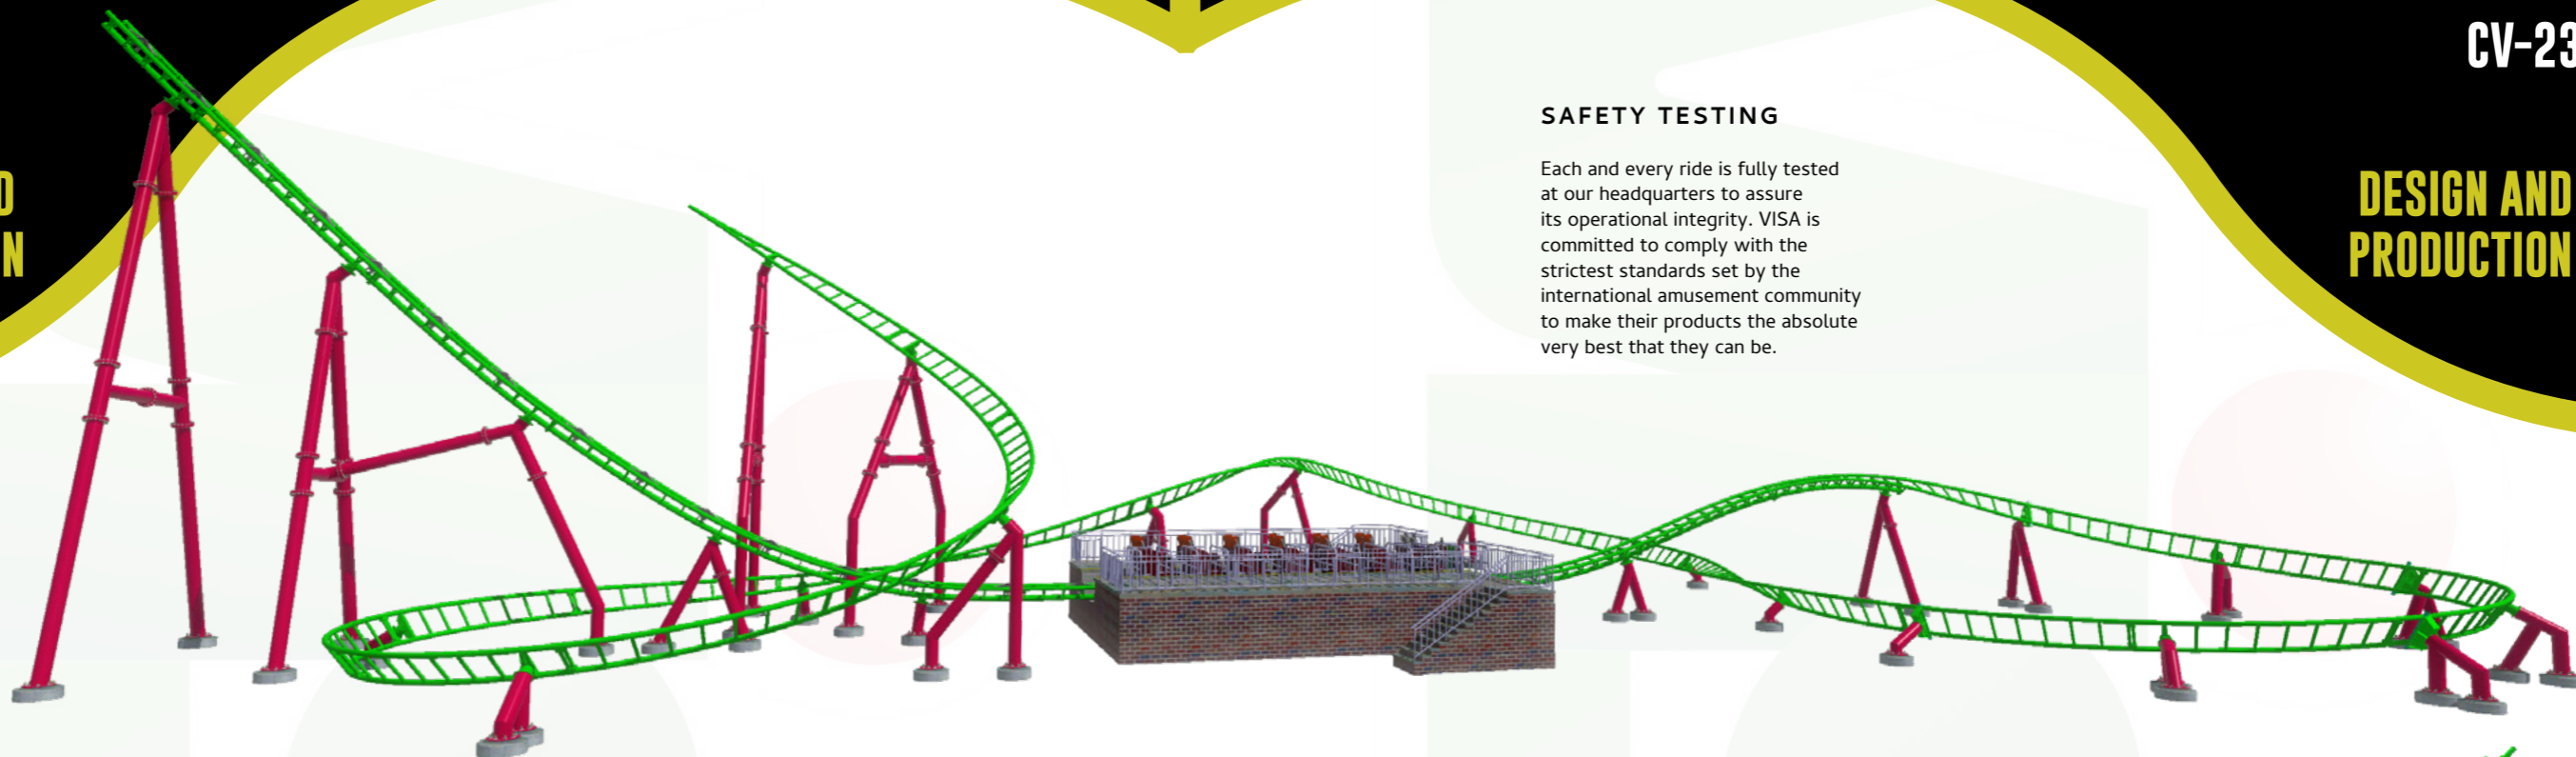 CV-23
SAFETY TESTING
Each and every ride is fully tested
at our headquarters to assure
its operational integrity. VISA is
committed to comply with the
strictest standards set by the
international amusement community
to make their products the absolute
very best that they can be.
DESIGN AND
PRODUCTION
D
N